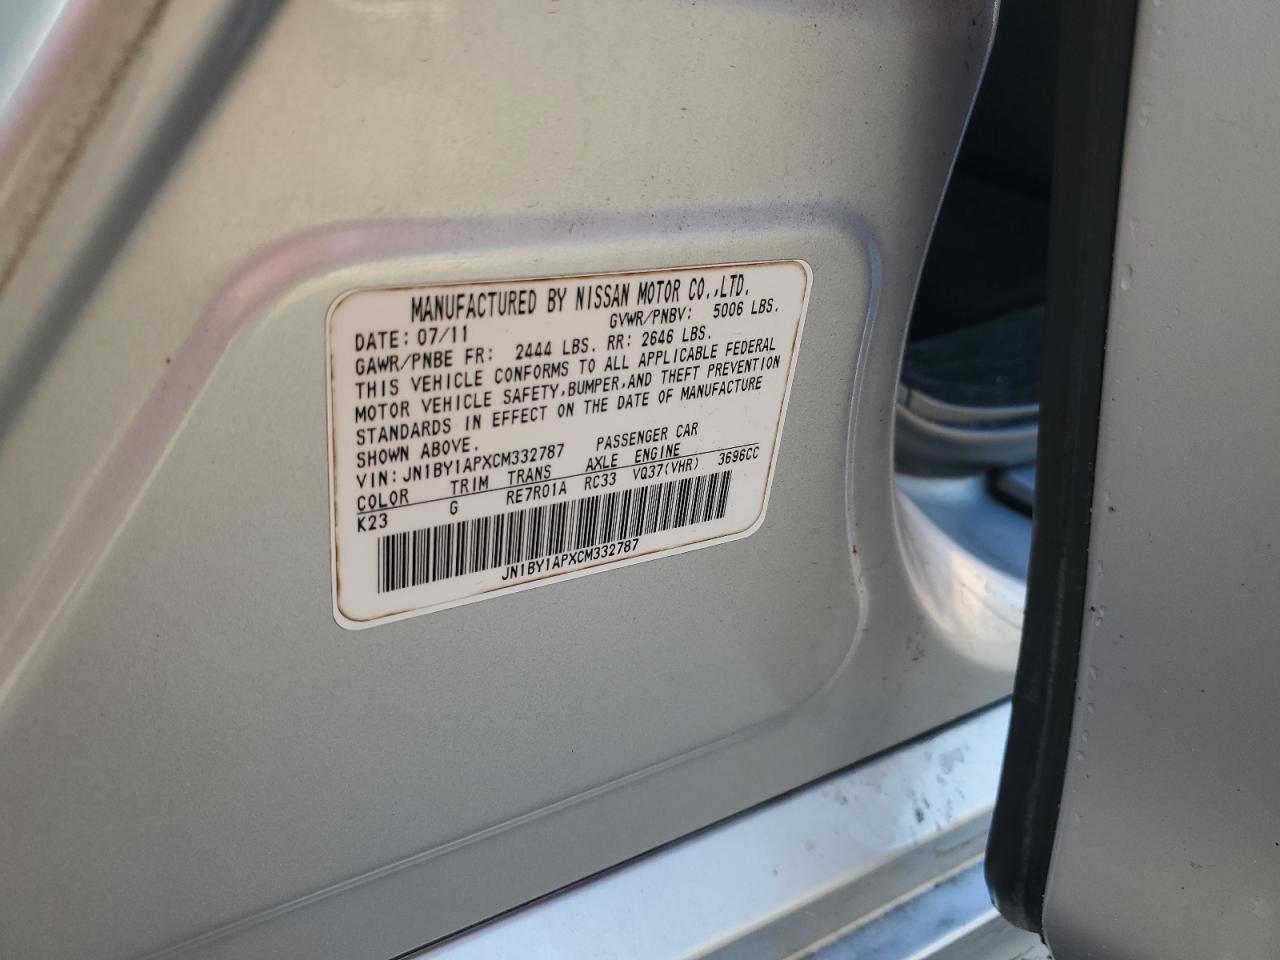 MANUFACTURED BY NISSAN MOTOR CO.,LTD.
DATE: 07/11 GVWR/PNBV: 5006 LBS.
GAWR/PNBE FR: 2444 LBS. RR: 2646 LBS.
THIS VEHICLE CONFORMS TO ALL APPLICABLE FEDERAL
MOTOR VEHICLE SAFETY,BUMPER,AND THEFT PREVENTION
STANDARDS IN EFFECT ON THE DATE OF MANUFACTURE
SHOWN ABOVE.
VIN: JN1BY1APXCM332787 PASSENGER CAR
COLOR TRIM TRANS AXLE ENGINE
K23 G RE7R01A RC33 VQ37(VHR) 3696CC
JN1BY1APXCM332787